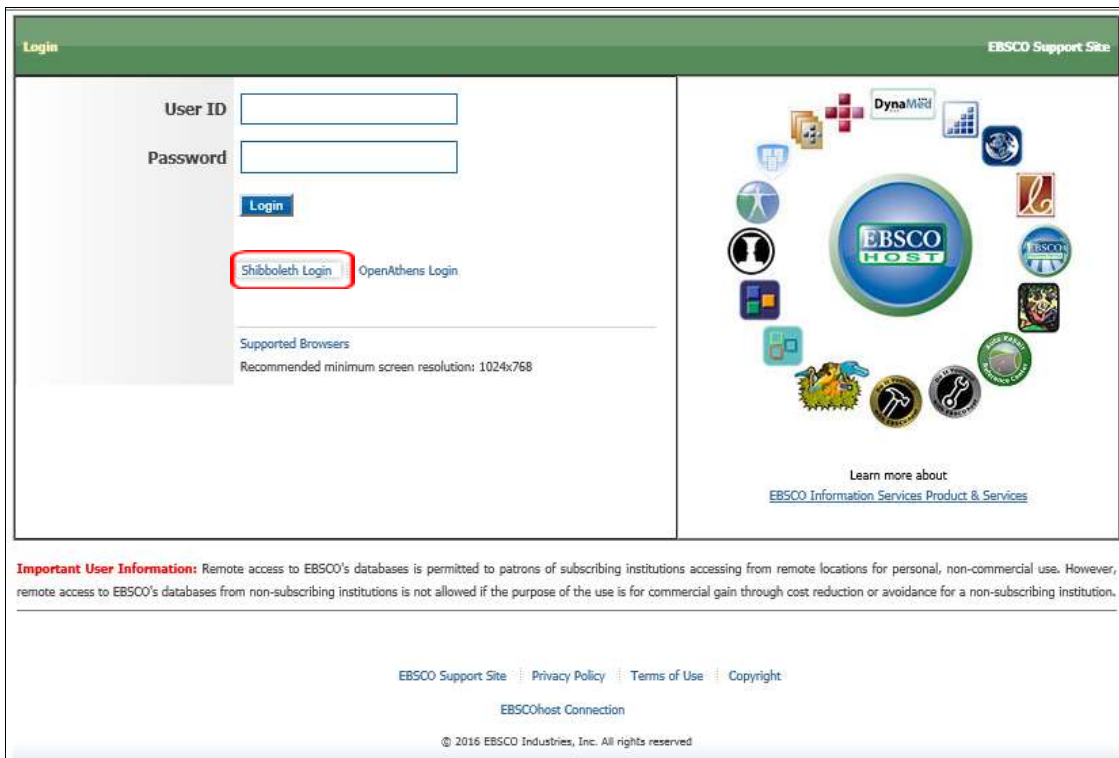 Login
EBSCO Support Site
User ID
Password
Login
Shibboleth Login OpenAthens Login
Supported Browsers
Recommended minimum screen resolution: 1024x768
DynaMed
EBSCO
HOST
EBSCO
Auto Repair
Reference Center
Learn more about
EBSCO Information Services Product & Services
Important User Information: Remote access to EBSCO's databases is permitted to patrons of subscribing institutions accessing from remote locations for personal, non-commercial use. However,
remote access to EBSCO's databases from non-subscribing institutions is not allowed if the purpose of the use is for commercial gain through cost reduction or avoidance for a non-subscribing institution.
EBSCO Support Site Privacy Policy Terms of Use Copyright
EBSCOhost Connection
© 2016 EBSCO Industries, Inc. All rights reserved